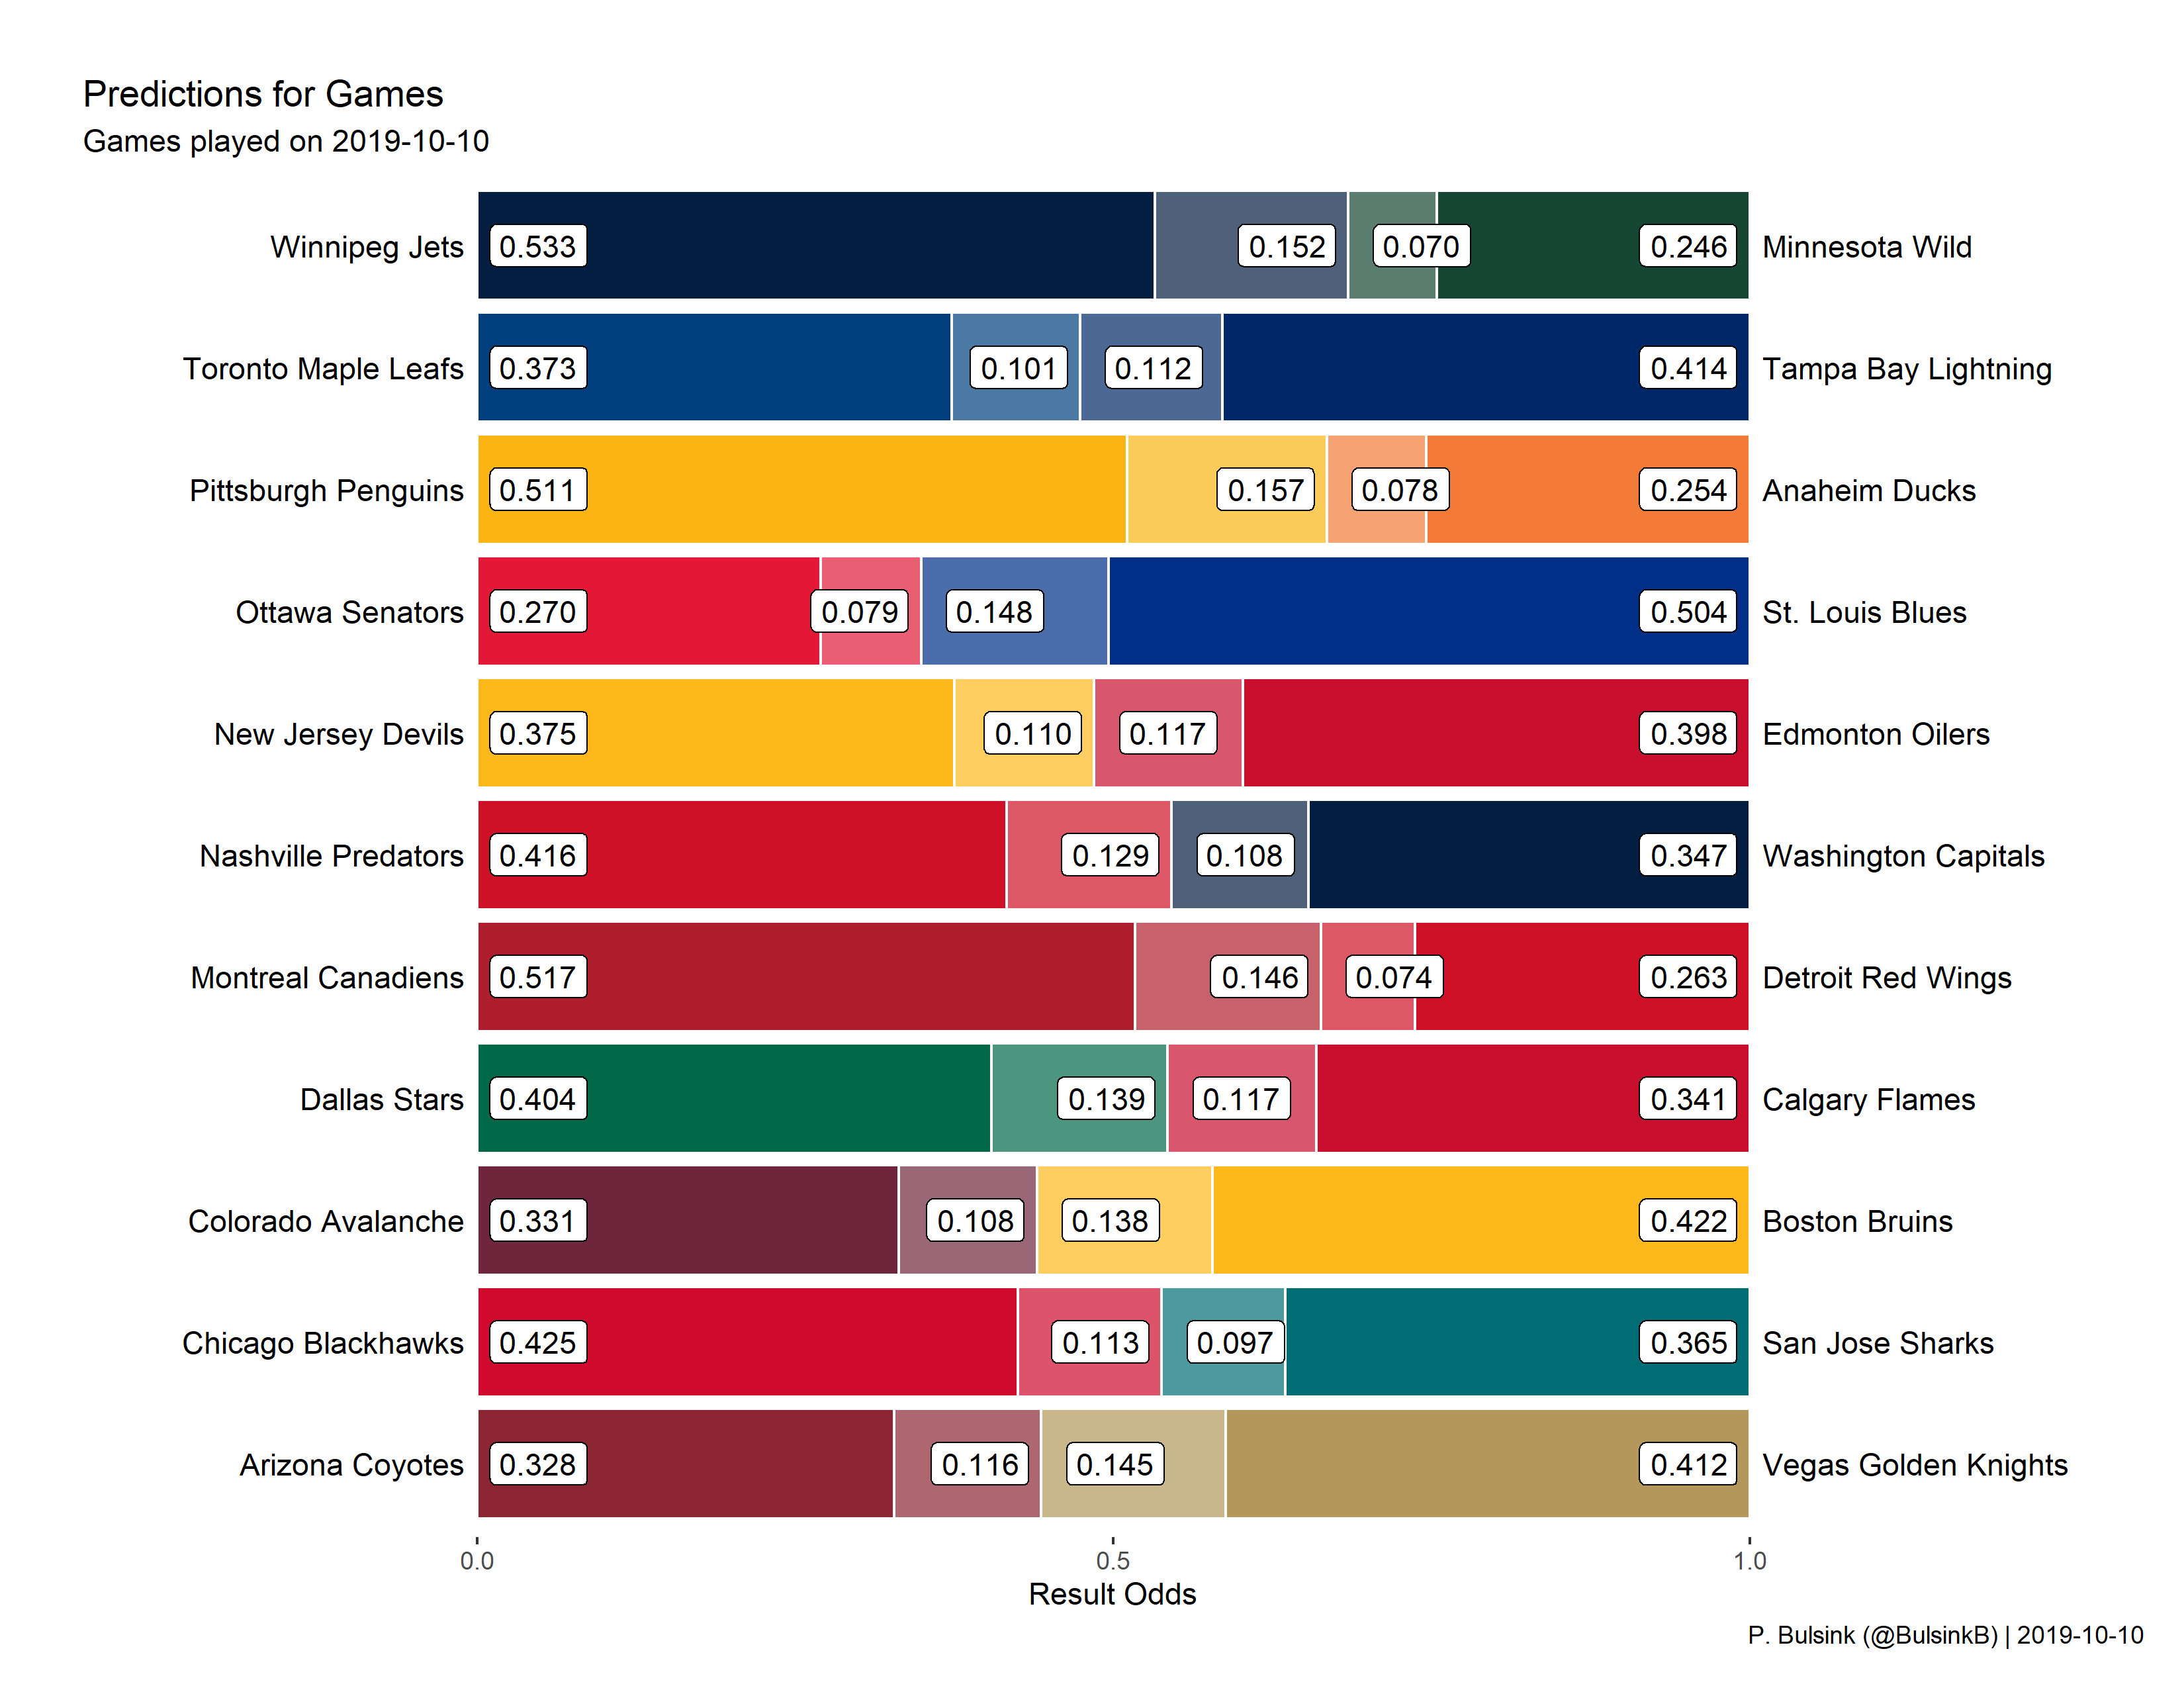 Predictions for Games
Games played on 2019-10-10
Winnipeg Jets 0.533 0.152 0.070 0.246 Minnesota Wild
Toronto Maple Leafs 0.373 0.101 0.112 0.414 Tampa Bay Lightning
Pittsburgh Penguins 0.511 0.157 0.078 0.254 Anaheim Ducks
Ottawa Senators 0.270 0.079 0.148 0.504 St. Louis Blues
New Jersey Devils 0.375 0.110 0.117 0.398 Edmonton Oilers
Nashville Predators 0.416 0.129 0.108 0.347 Washington Capitals
Montreal Canadiens 0.517 0.146 0.074 0.263 Detroit Red Wings
Dallas Stars 0.404 0.139 0.117 0.341 Calgary Flames
Colorado Avalanche 0.331 0.108 0.138 0.422 Boston Bruins
Chicago Blackhawks 0.425 0.113 0.097 0.365 San Jose Sharks
Arizona Coyotes 0.328 0.116 0.145 0.412 Vegas Golden Knights
0.0 0.5 1.0
Result Odds
P. Bulsink (@BulsinkB) | 2019-10-10